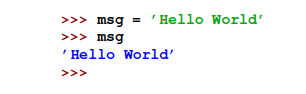 >>> msg = ’Hello World’
>>> msg
’Hello World’
>>>